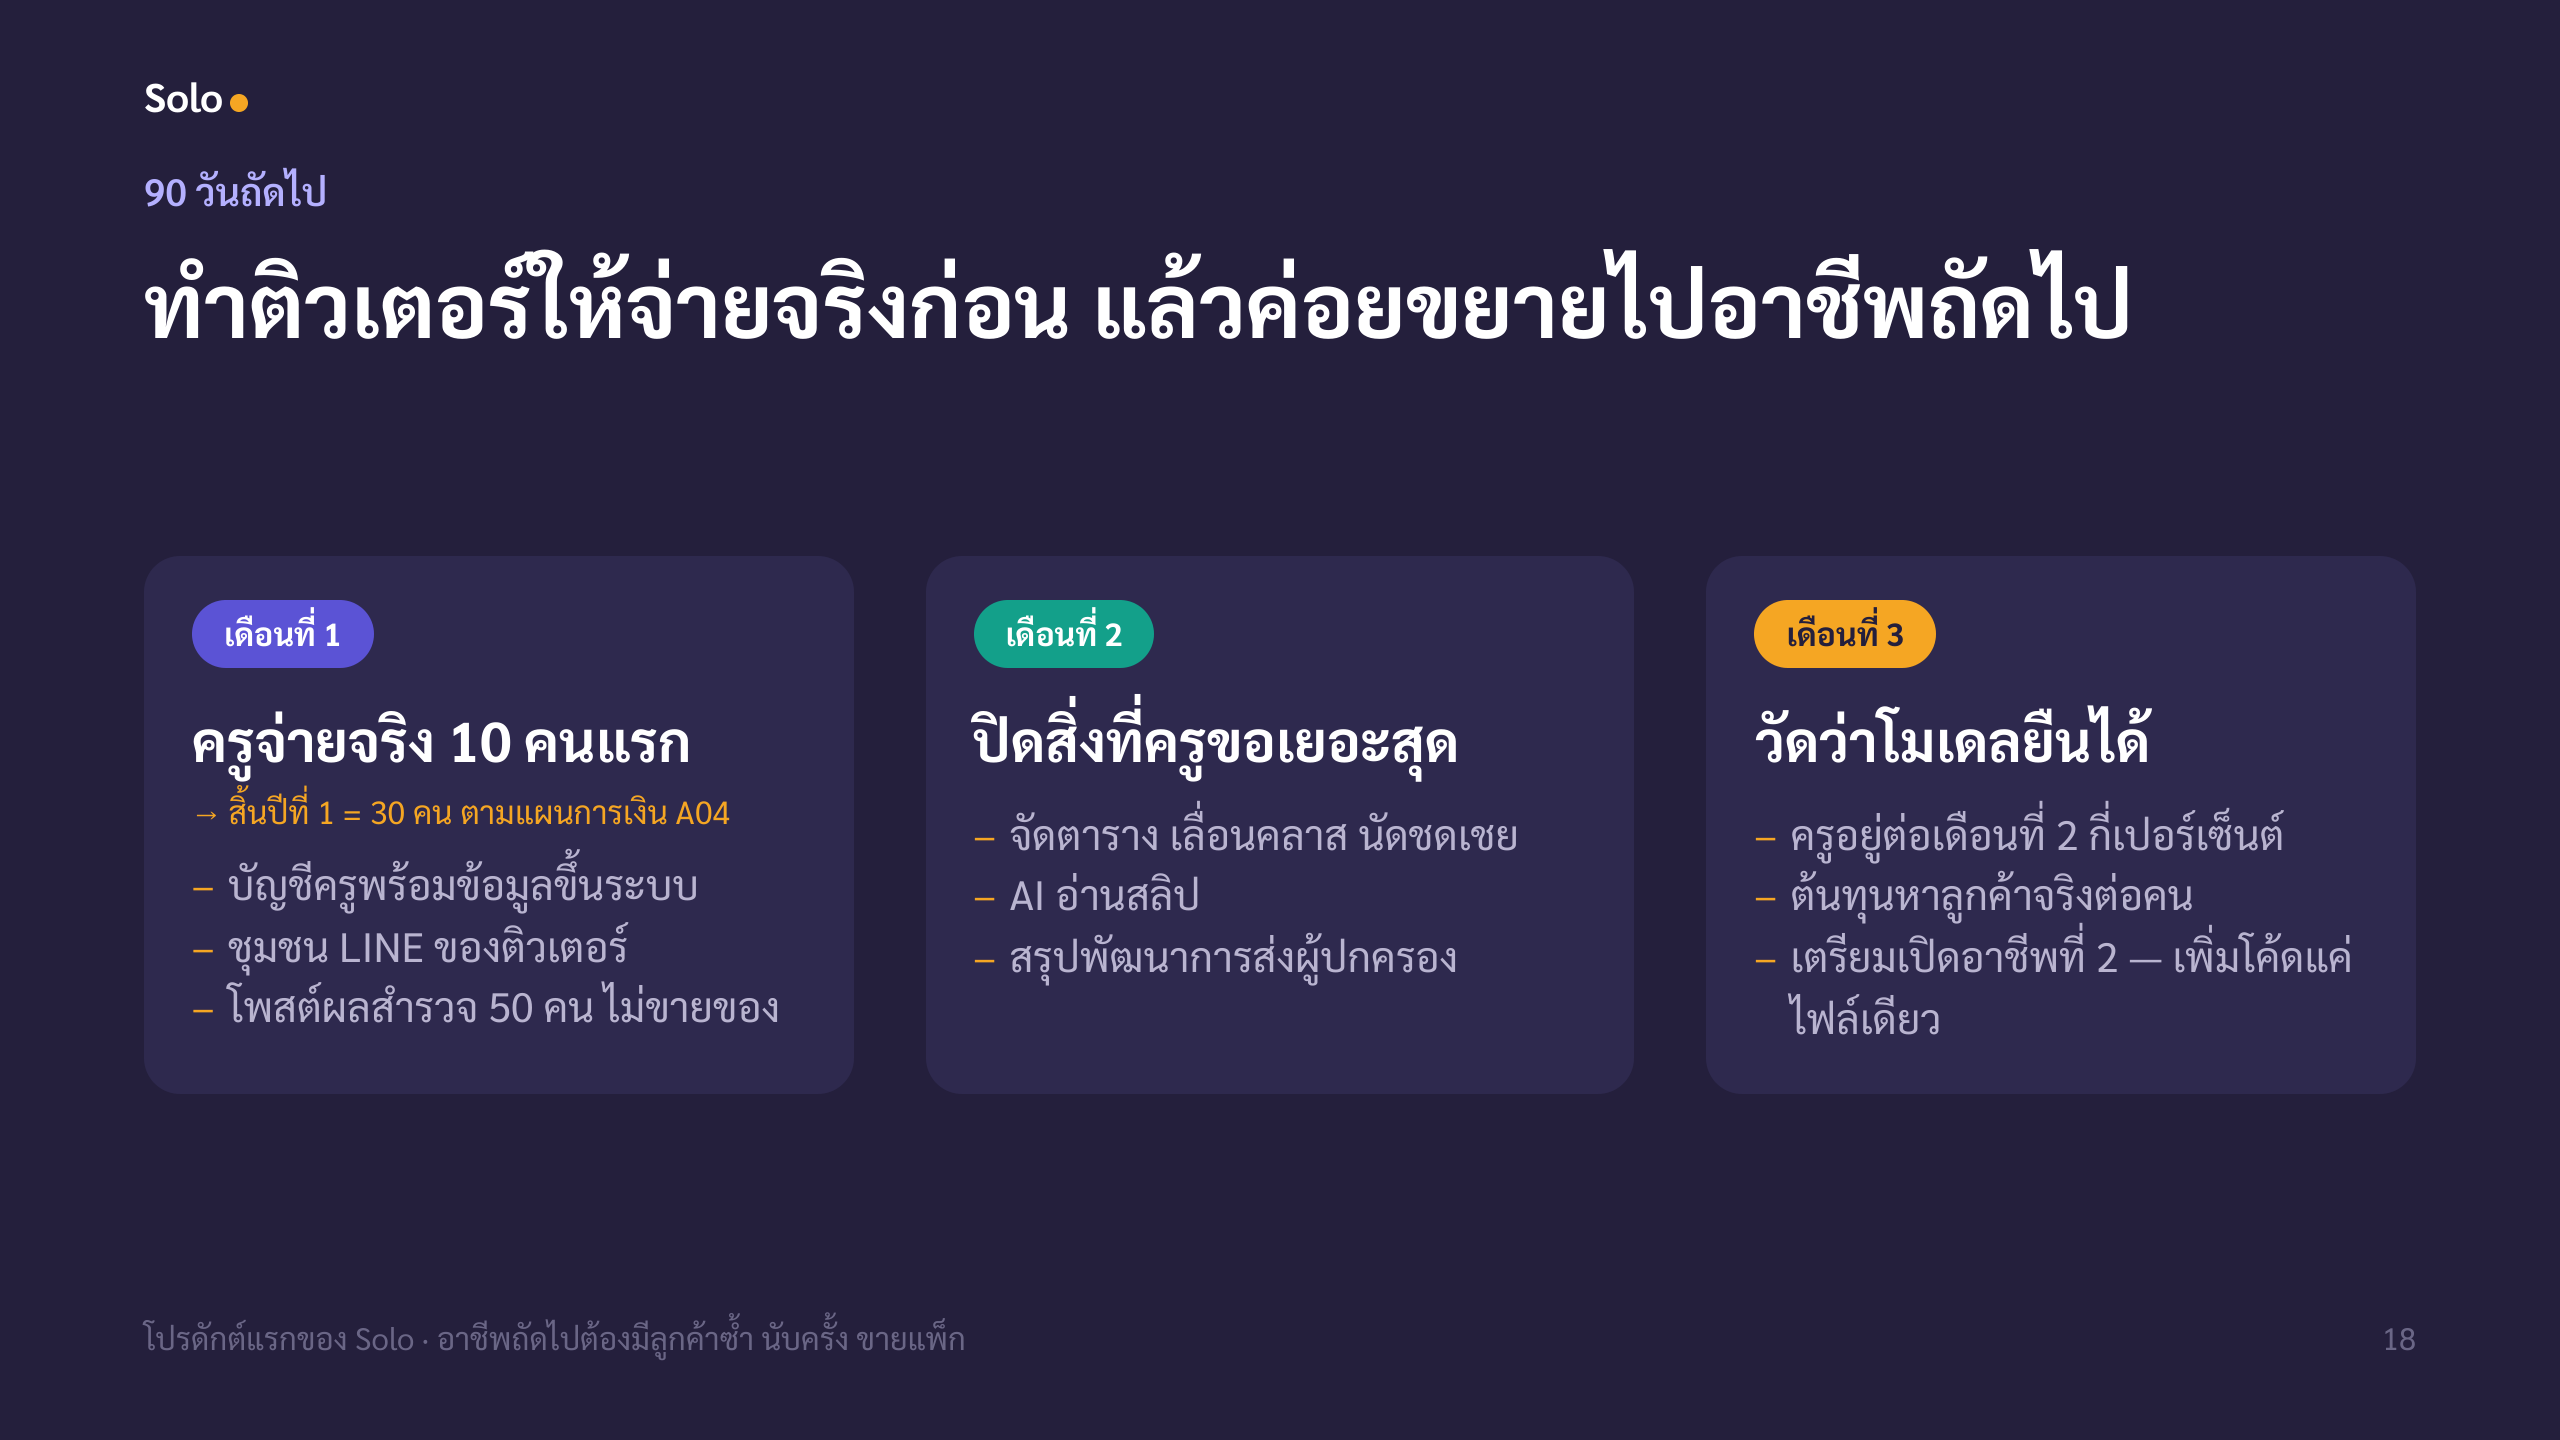 Solo
90 วันถัดไป
ทำติวเตอร์ให้จ่ายจริงก่อน แล้วค่อยขยายไปอาชีพถัดไป
เดือนที่ 1
ครูจ่ายจริง 10 คนแรก
→ สิ้นปีที่ 1 = 30 คน ตามแผนการเงิน A04
– บัญชีครูพร้อมข้อมูลขึ้นระบบ
– ชุมชน LINE ของติวเตอร์
– โพสต์ผลสำรวจ 50 คน ไม่ขายของ
เดือนที่ 2
ปิดสิ่งที่ครูขอเยอะสุด
– จัดตาราง เลื่อนคลาส นัดชดเชย
– AI อ่านสลิป
– สรุปพัฒนาการส่งผู้ปกครอง
เดือนที่ 3
วัดว่าโมเดลยืนได้
– ครูอยู่ต่อเดือนที่ 2 กี่เปอร์เซ็นต์
– ต้นทุนหาลูกค้าจริงต่อคน
– เตรียมเปิดอาชีพที่ 2 — เพิ่มโค้ดแค่
ไฟล์เดียว
โปรดักต์แรกของ Solo · อาชีพถัดไปต้องมีลูกค้าซ้ำ นับครั้ง ขายแพ็ก
18